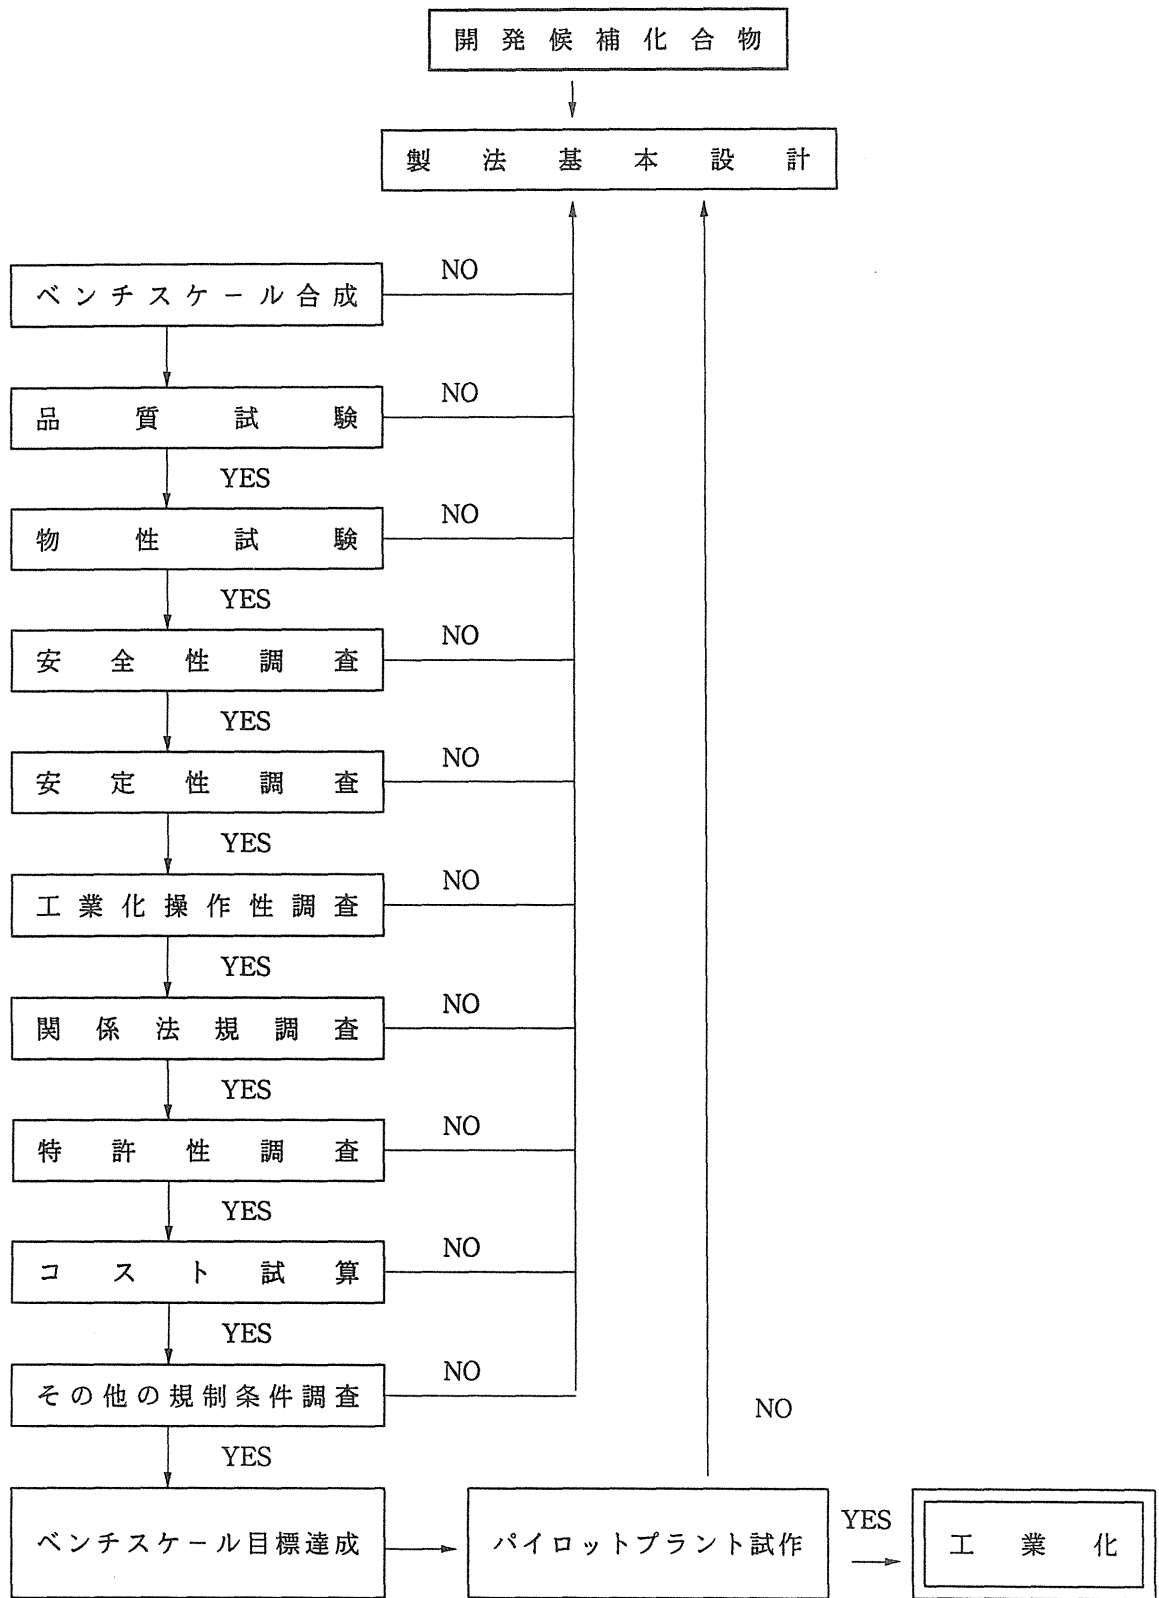 開発候補化合物
製法基本設計
NO
ベンチスケール合成
NO
品質試験
YES
NO
物性試験
YES
NO
安全性調査
YES
NO
安定性調査
YES
NO
工業化操作性調査
YES
NO
関係法規調査
YES
NO
特許性調査
YES
NO
コスト試算
YES
NO
その他の規制条件調査
NO
YES
ベンチスケール目標達成
パイロットプラント試作
YES
工業化